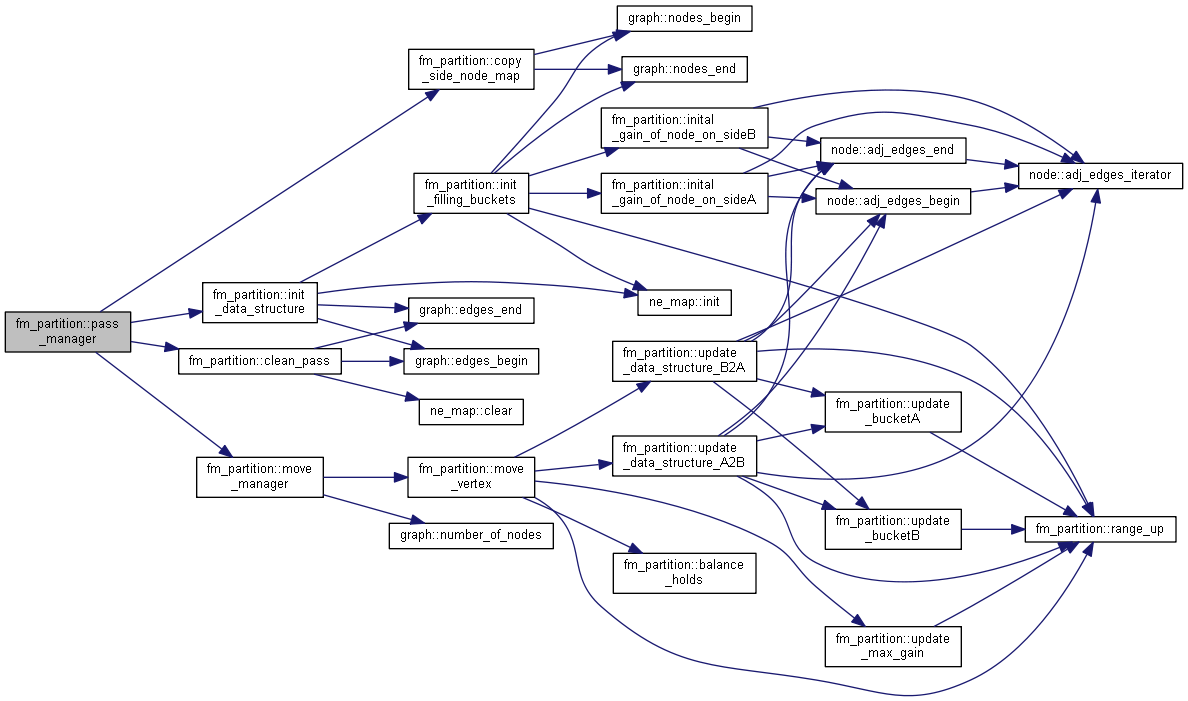 graph::nodes_begin
fm_partition::copy
_side_node_map
graph::nodes_end
fm_partition::inital
_gain_of_node_on_sideB
node::adj_edges_end
node::adj_edges_iterator
fm_partition::init
_filling_buckets
fm_partition::inital
_gain_of_node_on_sideA
node::adj_edges_begin
fm_partition::init
_data_structure
ne_map::init
graph::edges_end
fm_partition::pass
_manager
fm_partition::clean_pass
graph::edges_begin
fm_partition::update
_data_structure_B2A
ne_map::clear
fm_partition::update
_bucketA
fm_partition::update
_data_structure_A2B
fm_partition::move
_manager
fm_partition::move
_vertex
graph::number_of_nodes
fm_partition::update
_bucketB
fm_partition::range_up
fm_partition::balance
_holds
fm_partition::update
_max_gain